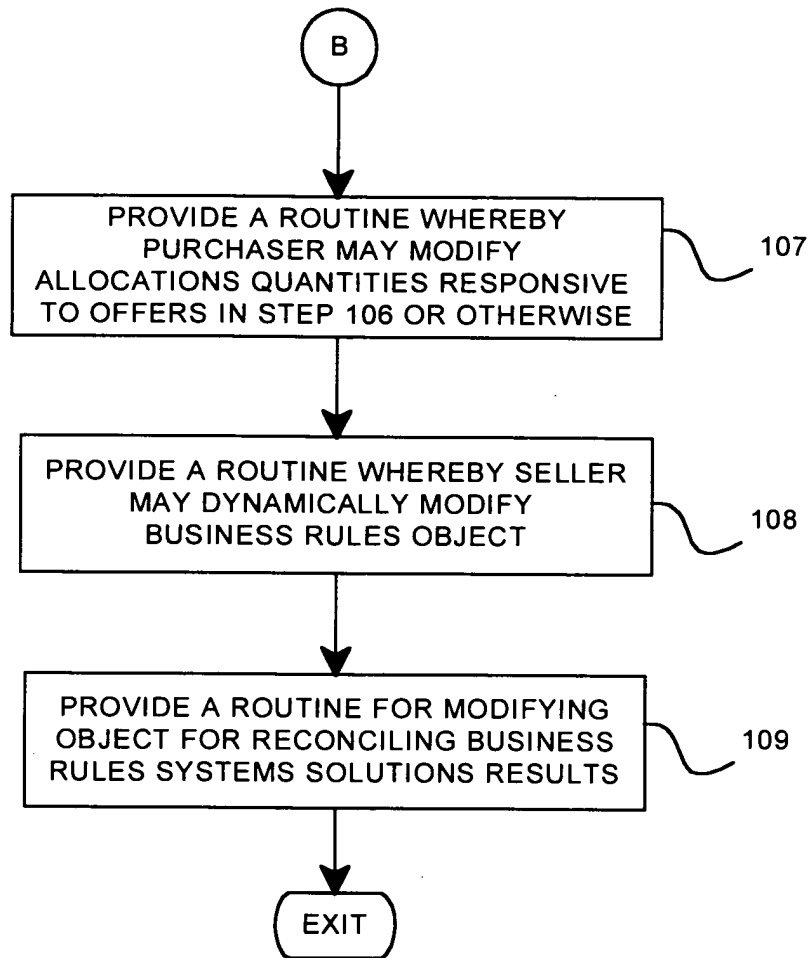 B
PROVIDE A ROUTINE WHEREBY
PURCHASER MAY MODIFY
ALLOCATIONS QUANTITIES RESPONSIVE
TO OFFERS IN STEP 106 OR OTHERWISE
107
PROVIDE A ROUTINE WHEREBY SELLER
MAY DYNAMICALLY MODIFY
BUSINESS RULES OBJECT
108
PROVIDE A ROUTINE FOR MODIFYING
OBJECT FOR RECONCILING BUSINESS
RULES SYSTEMS SOLUTIONS RESULTS
109
EXIT